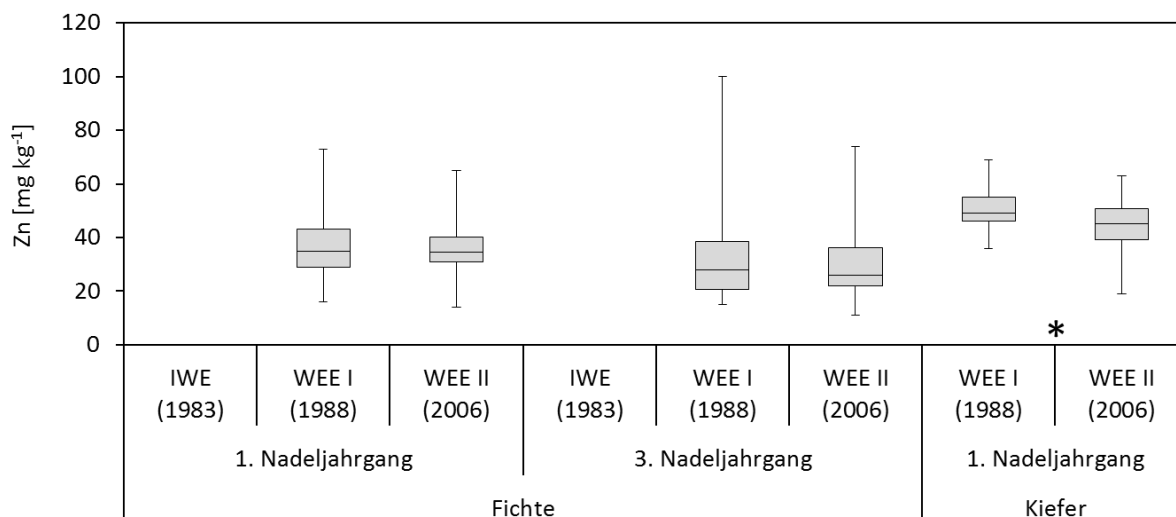 Zn [mg kg⁻¹]
120
100
80
60
40
20
0
*
IWE WEE I WEE II IWE WEE I WEE II WEE I WEE II
(1983) (1988) (2006) (1983) (1988) (2006) (1988) (2006)
1. Nadeljahrgang 3. Nadeljahrgang 1. Nadeljahrgang
Fichte Kiefer